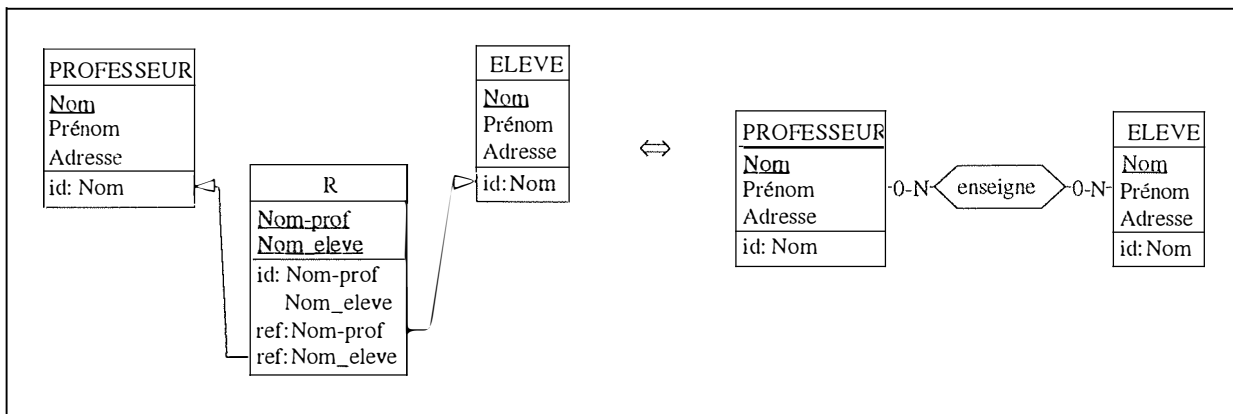 PROFESSEUR
Nom
Prénom
Adresse
id: Nom
R
Nom-prof
Nom_eleve
id: Nom-prof
Nom_eleve
ref:Nom-prof
ref:Nom_eleve
ELEVE
Nom
Prénom
Adresse
id:Nom
⇔
PROFESSEUR
Nom
Prénom
Adresse
id: Nom
0-N
enseigne
0-N
ELEVE
Nom
Prénom
Adresse
id:Nom